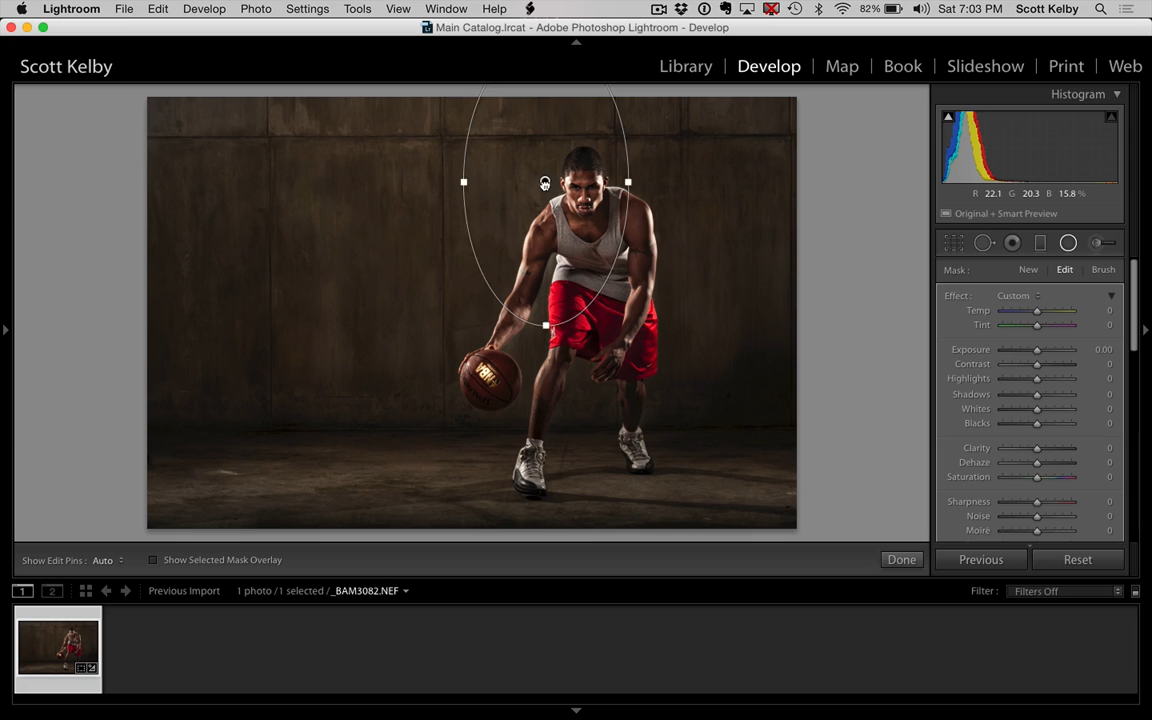 Lightroom File Edit Develop Photo Settings Tools View Window Help 82% Sat 7:03 PM Scott Kelby
Main Catalog.lrcat - Adobe Photoshop Lightroom - Develop
Scott Kelby Library Develop Map Book Slideshow Print Web
Histogram
R 22.1 G 20.3 B 15.8 %
Original + Smart Preview
Mask : New Edit Brush
Effect : Custom
Temp 0
Tint 0
Exposure 0.00
Contrast 0
Highlights 0
Shadows 0
Whites 0
Blacks 0
Clarity 0
Dehaze 0
Saturation 0
Sharpness 0
Noise 0
Moiré 0
NBA
Show Edit Pins : Auto Show Selected Mask Overlay Done Previous Reset
1 2 Previous Import 1 photo / 1 selected / _BAM3082.NEF Filter : Filters Off